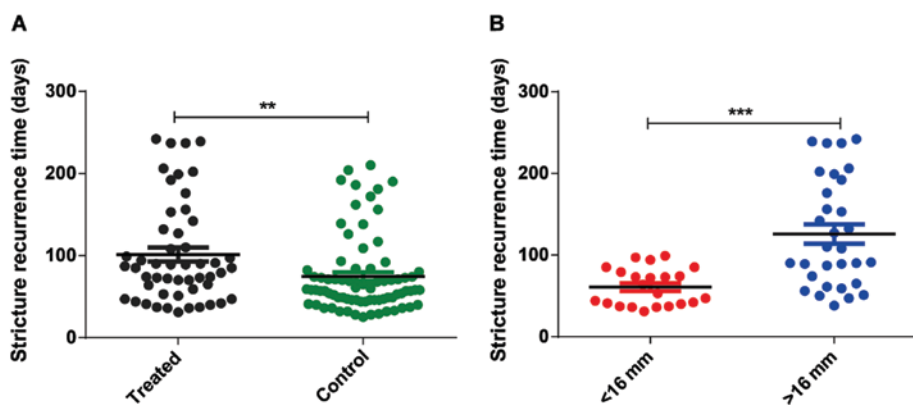 A
Stricture recurrence time (days)
300
200
100
0
**
Treated
Control
B
Stricture recurrence time (days)
300
200
100
0
***
<16 mm
>16 mm